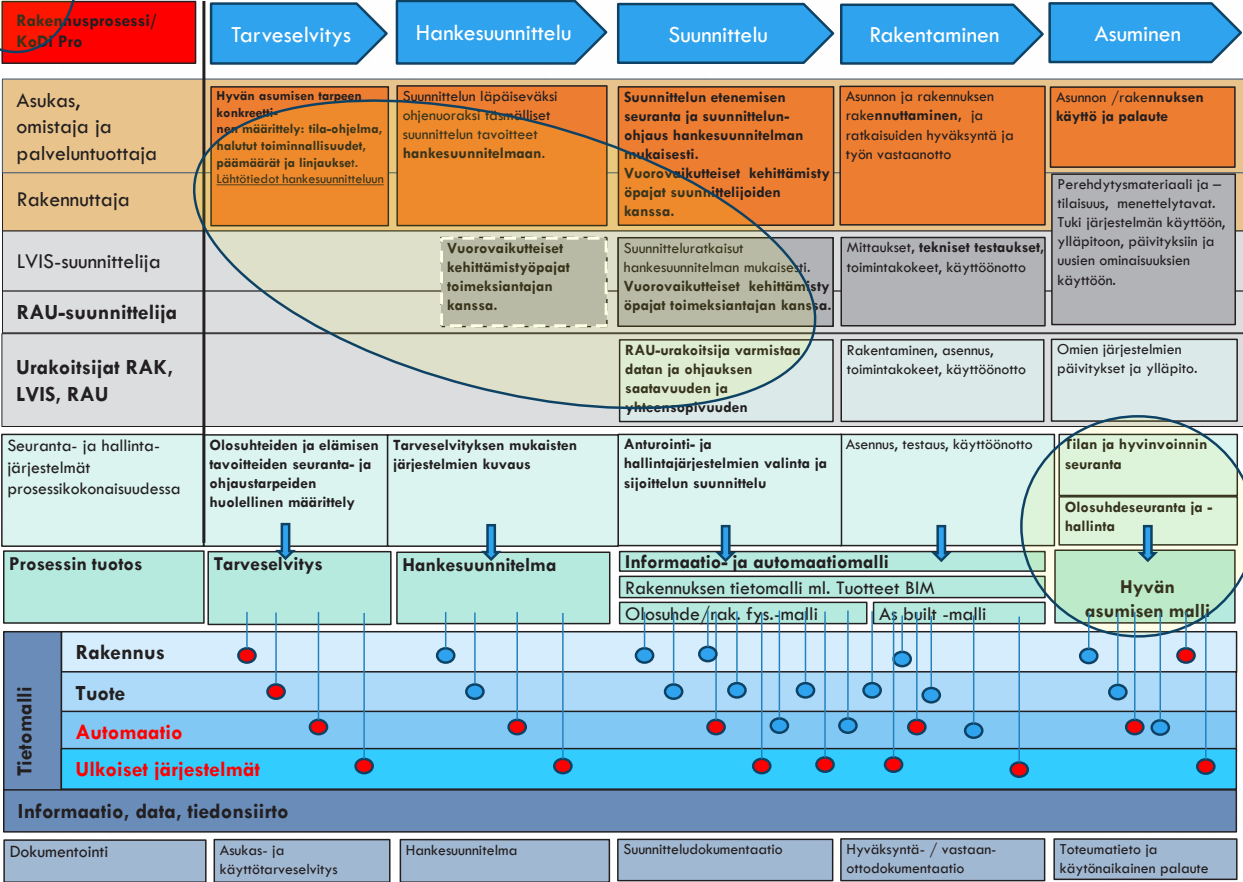 Rakennusprosessi/
KoDi Pro
Tarveselvitys
Hankesuunnittelu
Suunnittelu
Rakentaminen
Asuminen
Asukas,
omistaja ja
palveluntuottaja
Rakennuttaja
Hyvän asumisen tarpeen
konkreetti-
nen määrittely: tila-ohjelma,
halutut toiminnallisuudet,
päämäärät ja linjaukset.
Lähtötiedot hankesuunnitteluun
Suunnittelun läpäiseväksi
ohjenuoraksi täsmälliset
suunnittelun tavoitteet
hankesuunnitelmaan.
Suunnittelun etenemisen
seuranta ja suunnittelun-
ohjaus hankesuunnitelman
mukaisesti.
Vuorovaikutteiset kehittämisty
öpajat suunnittelijoiden
kanssa.
Asunnon ja rakennuksen
rakennuttaminen, ja
ratkaisuiden hyväksyntä ja
työn vastaanotto
Asunnon /rakennuksen
käyttö ja palaute
Perehdytysmateriaali ja –
tilaisuus, menettelytavat.
Tuki järjestelmän käyttöön,
ylläpitoon, päivityksiin ja
uusien ominaisuuksien
käyttöön.
LVIS-suunnittelija
RAU-suunnittelija
Vuorovaikutteiset
kehittämistyöpajat
toimeksiantajan
kanssa.
Suunnitteluratkaisut
hankesuunnitelman mukaisesti.
Vuorovaikutteiset kehittämisty
öpajat toimeksiantajan kanssa.
Mittaukset, tekniset testaukset,
toimintakokeet, käyttöönotto
Urakoitsijat RAK,
LVIS, RAU
RAU-urakoitsija varmistaa
datan ja ohjauksen
saatavuuden ja
yhteensopivuuden
Rakentaminen, asennus,
toimintakokeet, käyttöönotto
Omien järjestelmien
päivitykset ja ylläpito.
Seuranta- ja hallinta-
järjestelmät
prosessikokonaisuudessa
Olosuhteiden ja elämisen
tavoitteiden seuranta- ja
ohjaustarpeiden
huolellinen määrittely
Tarveselvityksen mukaisten
järjestelmien kuvaus
Anturointi- ja
hallintajärjestelmien valinta ja
sijoittelun suunnittelu
Asennus, testaus, käyttöönotto
Tilan ja hyvinvoinnin
seuranta
Olosuhdeseuranta ja -
hallinta
Prosessin tuotos
Tarveselvitys
Hankesuunnitelma
Informaatio- ja automaatiomalli
Rakennuksen tietomalli ml. Tuotteet BIM
Olosuhde/rak. fys.-malli
As built -malli
Hyvän
asumisen malli
Tietomalli
Rakennus
Tuote
Automaatio
Ulkoiset järjestelmät
Informaatio, data, tiedonsiirto
Dokumentointi
Asukas- ja
käyttötarveselvitys
Hankesuunnitelma
Suunnitteludokumentaatio
Hyväksyntä- / vastaan-
ottodokumentaatio
Toteumatieto ja
käytönaikainen palaute